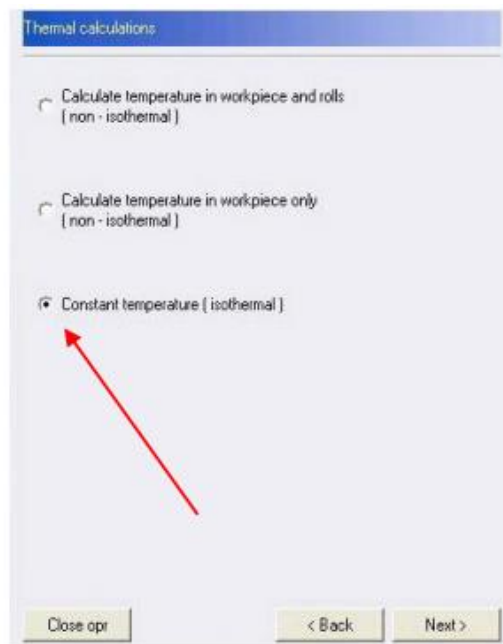 Thermal calculations
Calculate temperature in workpiece and rolls
( non - isothermal )
Calculate temperature in workpiece only
( non - isothermal )
Constant temperature ( isothermal )
Close opr
< Back
Next >